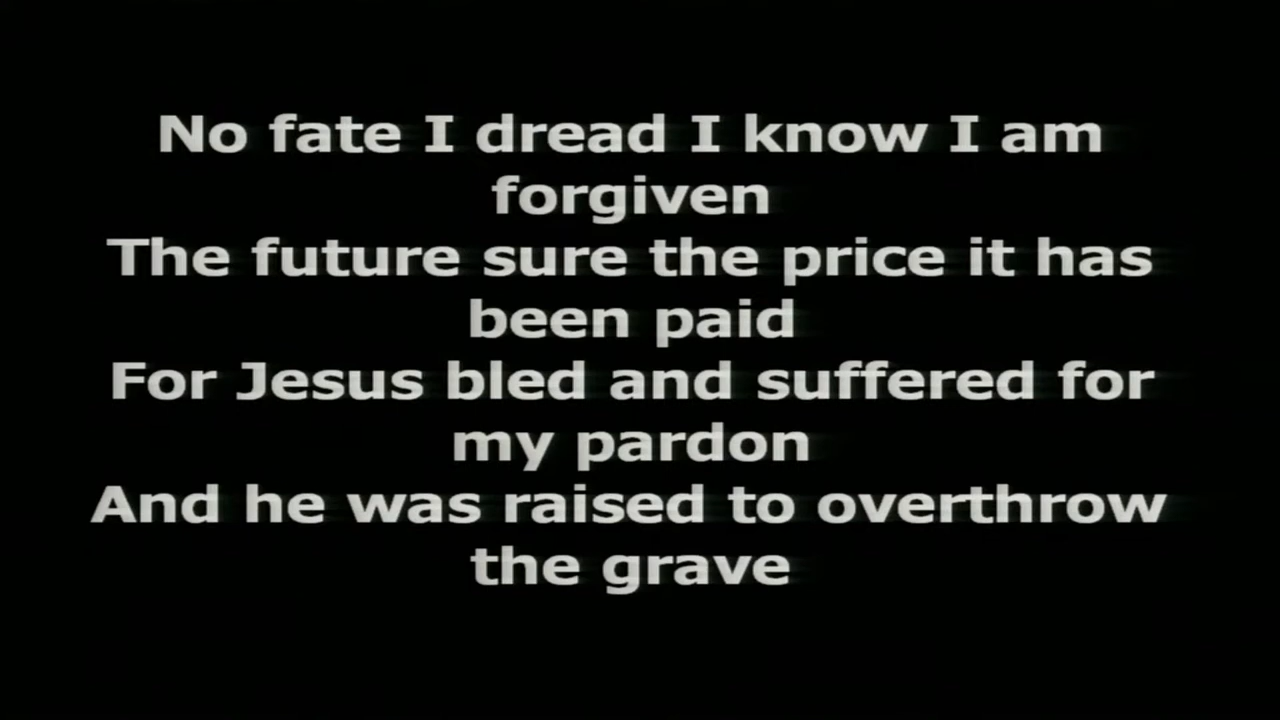 No fate I dread I know I am
forgiven
The future sure the price it has
been paid
For Jesus bled and suffered for
my pardon
And he was raised to overthrow
the grave